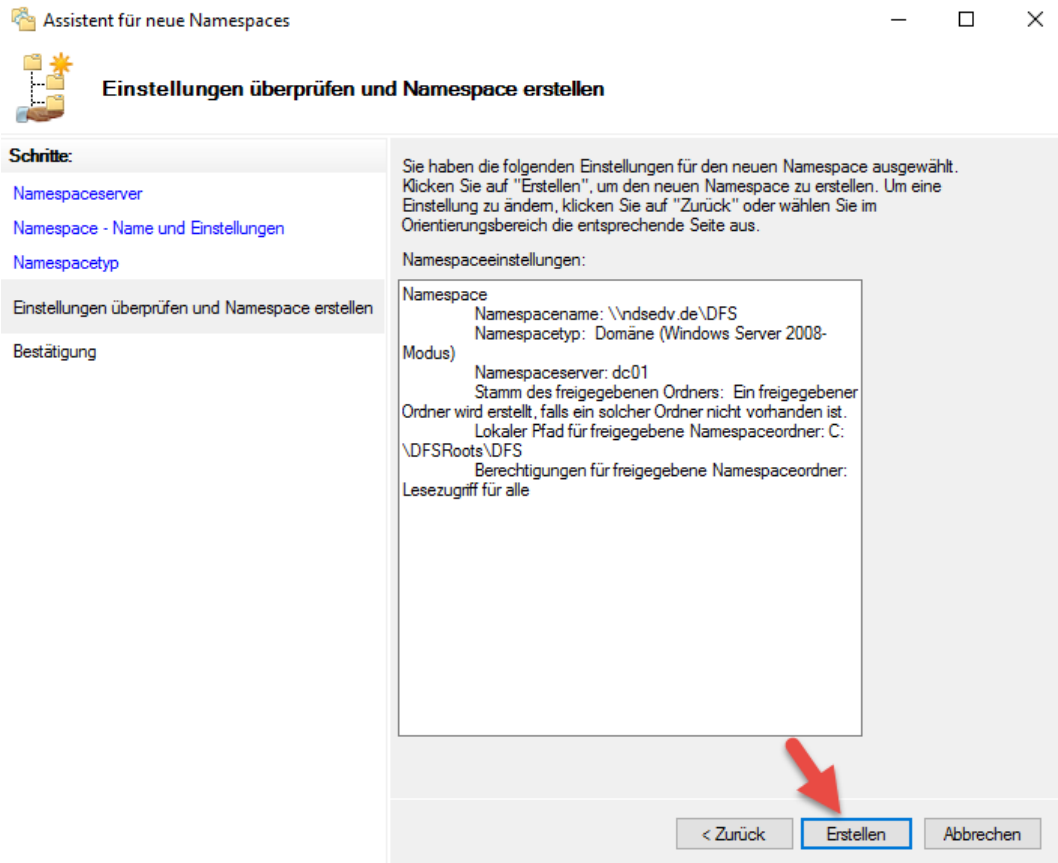 Assistent für neue Namespaces
Einstellungen überprüfen und Namespace erstellen
Schritte:
Namespaceserver
Namespace - Name und Einstellungen
Namespacetyp
Einstellungen überprüfen und Namespace erstellen
Bestätigung
Sie haben die folgenden Einstellungen für den neuen Namespace ausgewählt.
Klicken Sie auf "Erstellen", um den neuen Namespace zu erstellen. Um eine
Einstellung zu ändern, klicken Sie auf "Zurück" oder wählen Sie im
Orientierungsbereich die entsprechende Seite aus.
Namespaceeinstellungen:
Namespace
Namespacename: \\ndsedv.de\DFS
Namespacetyp: Domäne (Windows Server 2008-
Modus)
Namespaceserver: dc01
Stamm des freigegebenen Ordners: Ein freigegebener
Ordner wird erstellt, falls ein solcher Ordner nicht vorhanden ist.
Lokaler Pfad für freigegebene Namespaceordner: C:
\DFSRoots\DFS
Berechtigungen für freigegebene Namespaceordner:
Lesezugriff für alle
< Zurück
Erstellen
Abbrechen